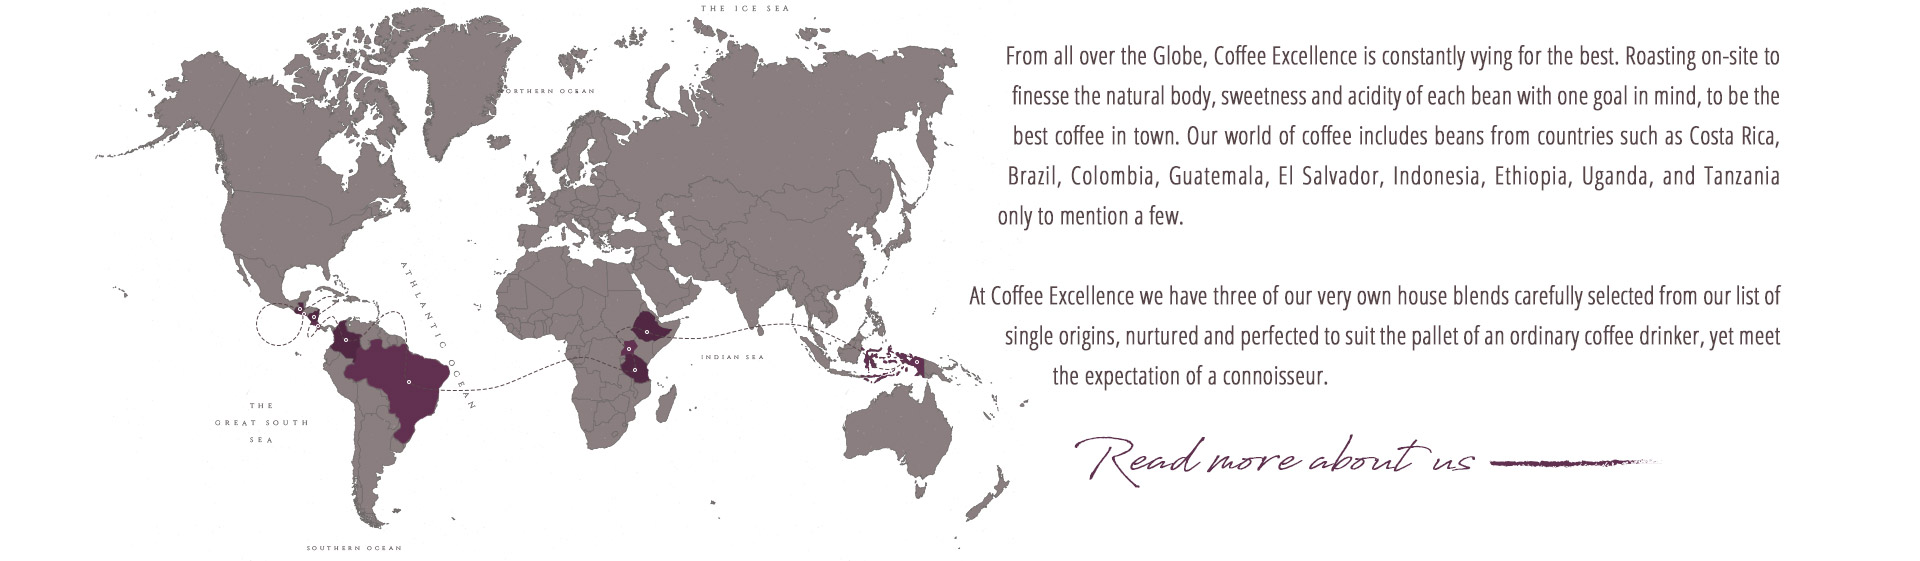 THE ICE SEA
NORTHERN OCEAN
ATHLANTIC OCEAN
INDIAN SEA
THE
GREAT SOUTH
SEA
SOUTHERN OCEAN
From all over the Globe, Coffee Excellence is constantly vying for the best. Roasting on-site to
finesse the natural body, sweetness and acidity of each bean with one goal in mind, to be the
best coffee in town. Our world of coffee includes beans from countries such as Costa Rica,
Brazil, Colombia, Guatemala, El Salvador, Indonesia, Ethiopia, Uganda, and Tanzania
only to mention a few.
At Coffee Excellence we have three of our very own house blends carefully selected from our list of
single origins, nurtured and perfected to suit the pallet of an ordinary coffee drinker, yet meet
the expectation of a connoisseur.
Read more about us